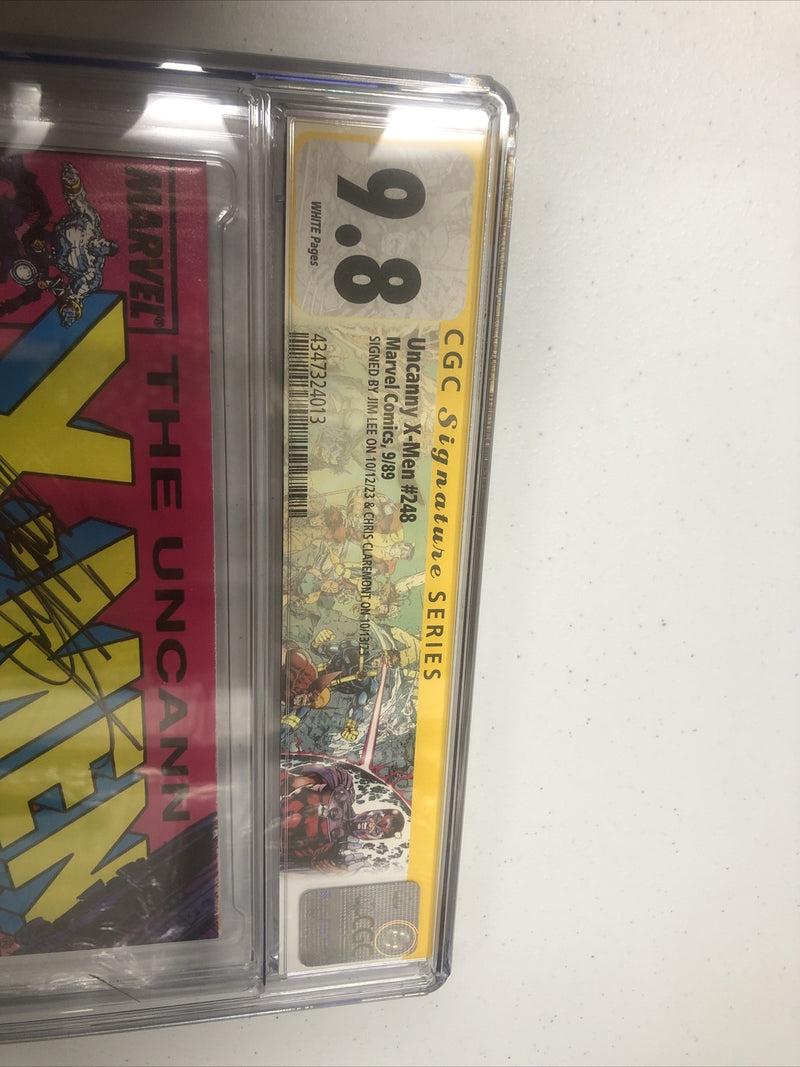 CGC Signature SERIES
9.8
WHITE Pages
Uncanny X-Men #248
Marvel Comics, 9/89
SIGNED BY JIM LEE ON 10/12/23 & CHRIS CLAREMONT ON 10/13/23
4347324013
CGC
MARVEL®
THE UNCANN
X-MEN